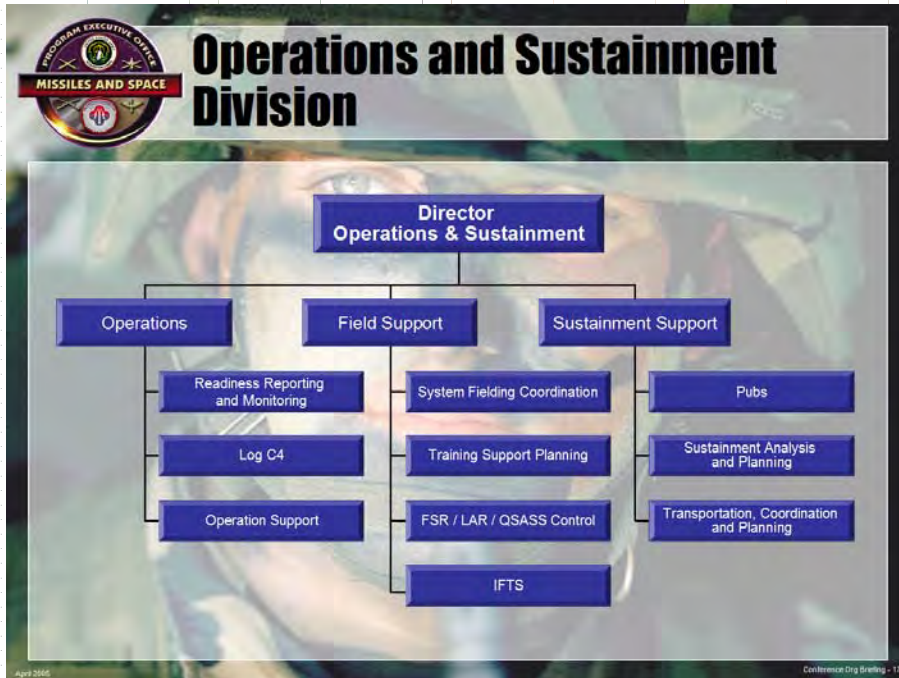 PROGRAM EXECUTIVE OFFICE
MISSILES AND SPACE
Operations and Sustainment
Division
Director
Operations & Sustainment
Operations
Field Support
Sustainment Support
Readiness Reporting
and Monitoring
System Fielding Coordination
Pubs
Log C4
Training Support Planning
Sustainment Analysis
and Planning
Operation Support
FSR / LAR / QSASS Control
Transportation, Coordination
and Planning
IFTS
April 2005
Conference Org Briefing -